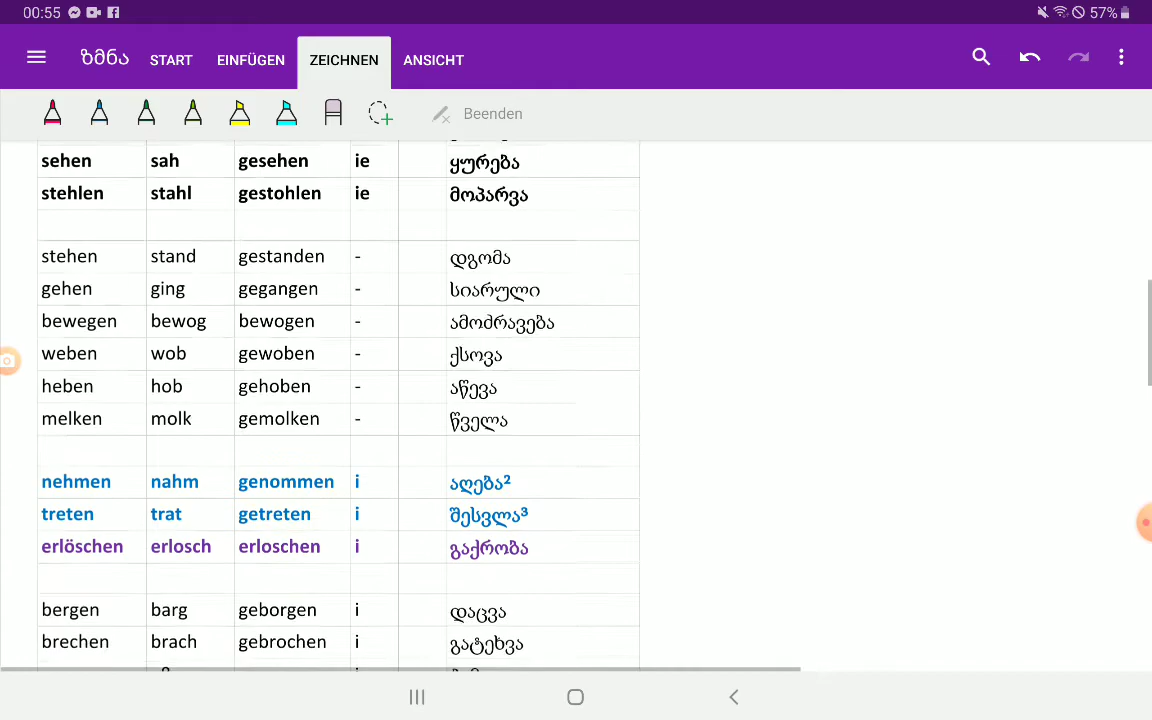 00:55 57%
ზმნა START EINFÜGEN ZEICHNEN ANSICHT
Beenden
sehen sah gesehen ie ყურება
stehlen stahl gestohlen ie მოპარვა
stehen stand gestanden - დგომა
gehen ging gegangen - სიარული
bewegen bewog bewogen - ამოძრავება
weben wob gewoben - ქსოვა
heben hob gehoben - აწევა
melken molk gemolken - წველა
nehmen nahm genommen i აღება²
treten trat getreten i შესვლა³
erlöschen erlosch erloschen i გაქრობა
bergen barg geborgen i დაცვა
brechen brach gebrochen i გატეხვა